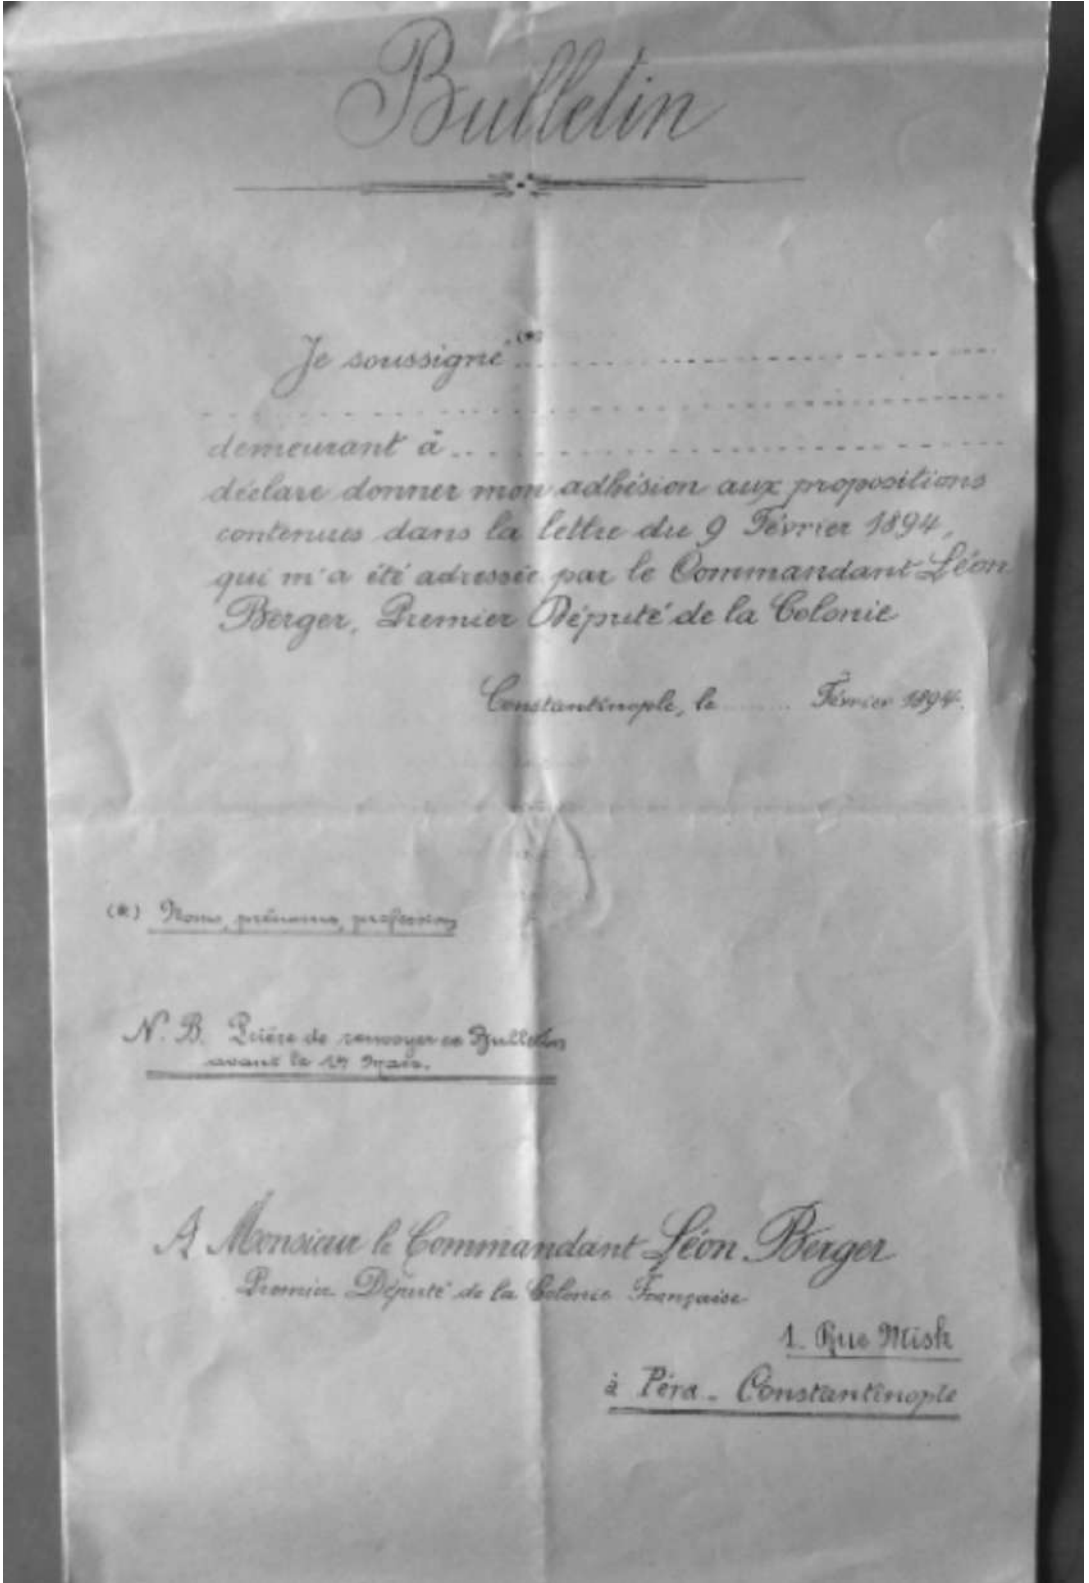 Bulletin
Je soussigné (*) ..............................
..............................
demeurant à ..............................
déclare donner mon adhésion aux propositions
contenues dans la lettre du 9 Février 1894,
qui m'a été adressée par le Commandant Léon
Berger, Premier Député de la Colonie
Constantinople, le ........ Février 1894.
(*) Noms, prénoms, profession
N. B. Prière de renvoyer ce Bulletin
avant le Mars.
A Monsieur le Commandant Léon Berger
Premier Député de la Colonie Française
1. Rue Misk
à Péra - Constantinople